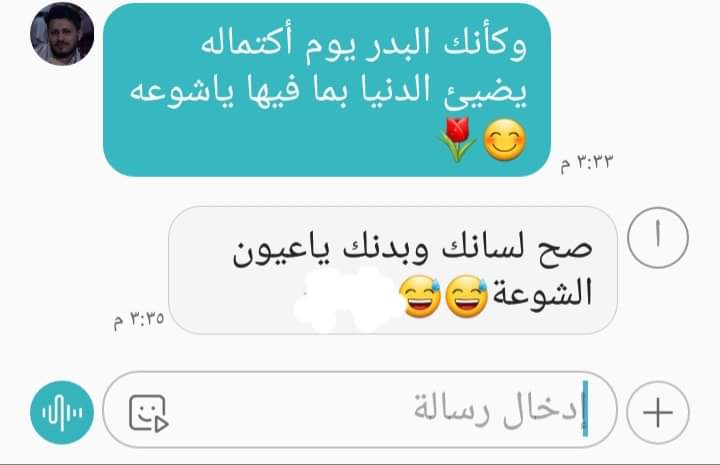 وكأنك البدر يوم أكتماله
يضيئ الدنيا بما فيها ياشوعه
😊🌷
٣:٣٣ م
ا
صح لسانك وبدنك ياعيون
الشوعة😅😅
٣:٣٥ م
إدخال رسالة